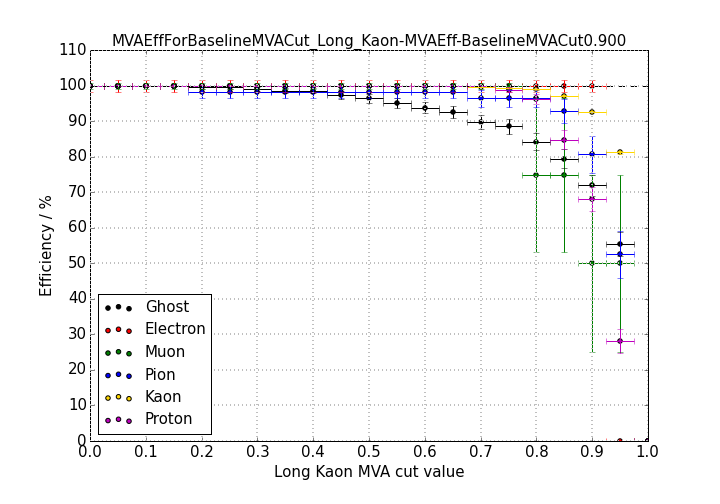 MVAEffForBaselineMVACut_Long_Kaon-MVAEff-BaselineMVACut0.900
110
100
90
80
70
60
50
40
30
20
10
0
Efficiency / %
Ghost
Electron
Muon
Pion
Kaon
Proton
0.0 0.1 0.2 0.3 0.4 0.5 0.6 0.7 0.8 0.9 1.0
Long Kaon MVA cut value